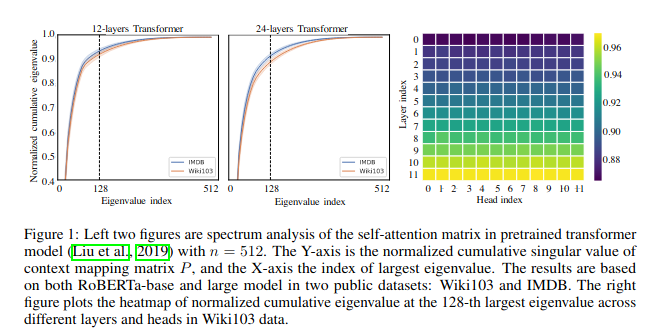 12-layers Transformer
24-layers Transformer
Normalized cumulative eigenvalue
1.0
0.9
0.8
0.7
0.6
0.5
0.4
0
128
512
Eigenvalue index
IMDB
Wiki103
0
128
512
Eigenvalue index
IMDB
Wiki103
Layer index
0
1
2
3
4
5
6
7
8
9
10
11
0 1 2 3 4 5 6 7 8 9 10 11
Head index
0.96
0.94
0.92
0.90
0.88
Figure 1: Left two figures are spectrum analysis of the self-attention matrix in pretrained transformer
model (Liu et al., 2019) with n = 512. The Y-axis is the normalized cumulative singular value of
context mapping matrix P, and the X-axis the index of largest eigenvalue. The results are based
on both RoBERTa-base and large model in two public datasets: Wiki103 and IMDB. The right
figure plots the heatmap of normalized cumulative eigenvalue at the 128-th largest eigenvalue across
different layers and heads in Wiki103 data.